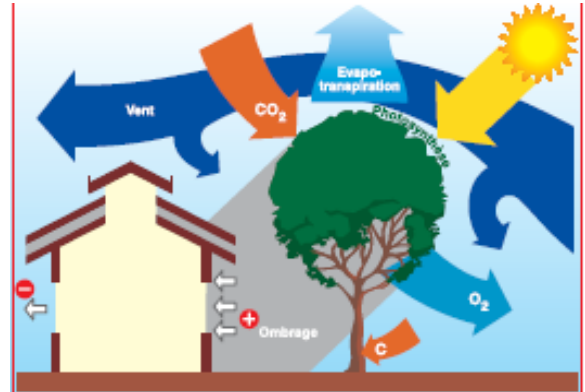 Evapo-
transpiration
Vent
CO₂
photosynthèse
−
+
Ombrage
O₂
C